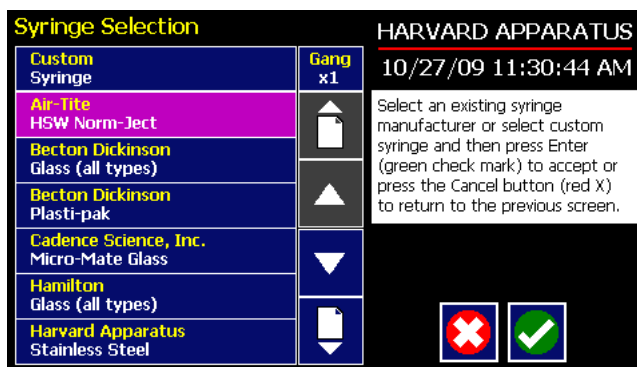 Syringe Selection
Custom
Syringe
Gang
x1
Air-Tite
HSW Norm-Ject
Becton Dickinson
Glass (all types)
Becton Dickinson
Plasti-pak
Cadence Science, Inc.
Micro-Mate Glass
Hamilton
Glass (all types)
Harvard Apparatus
Stainless Steel
HARVARD APPARATUS
10/27/09 11:30:44 AM
Select an existing syringe
manufacturer or select custom
syringe and then press Enter
(green check mark) to accept or
press the Cancel button (red X)
to return to the previous screen.